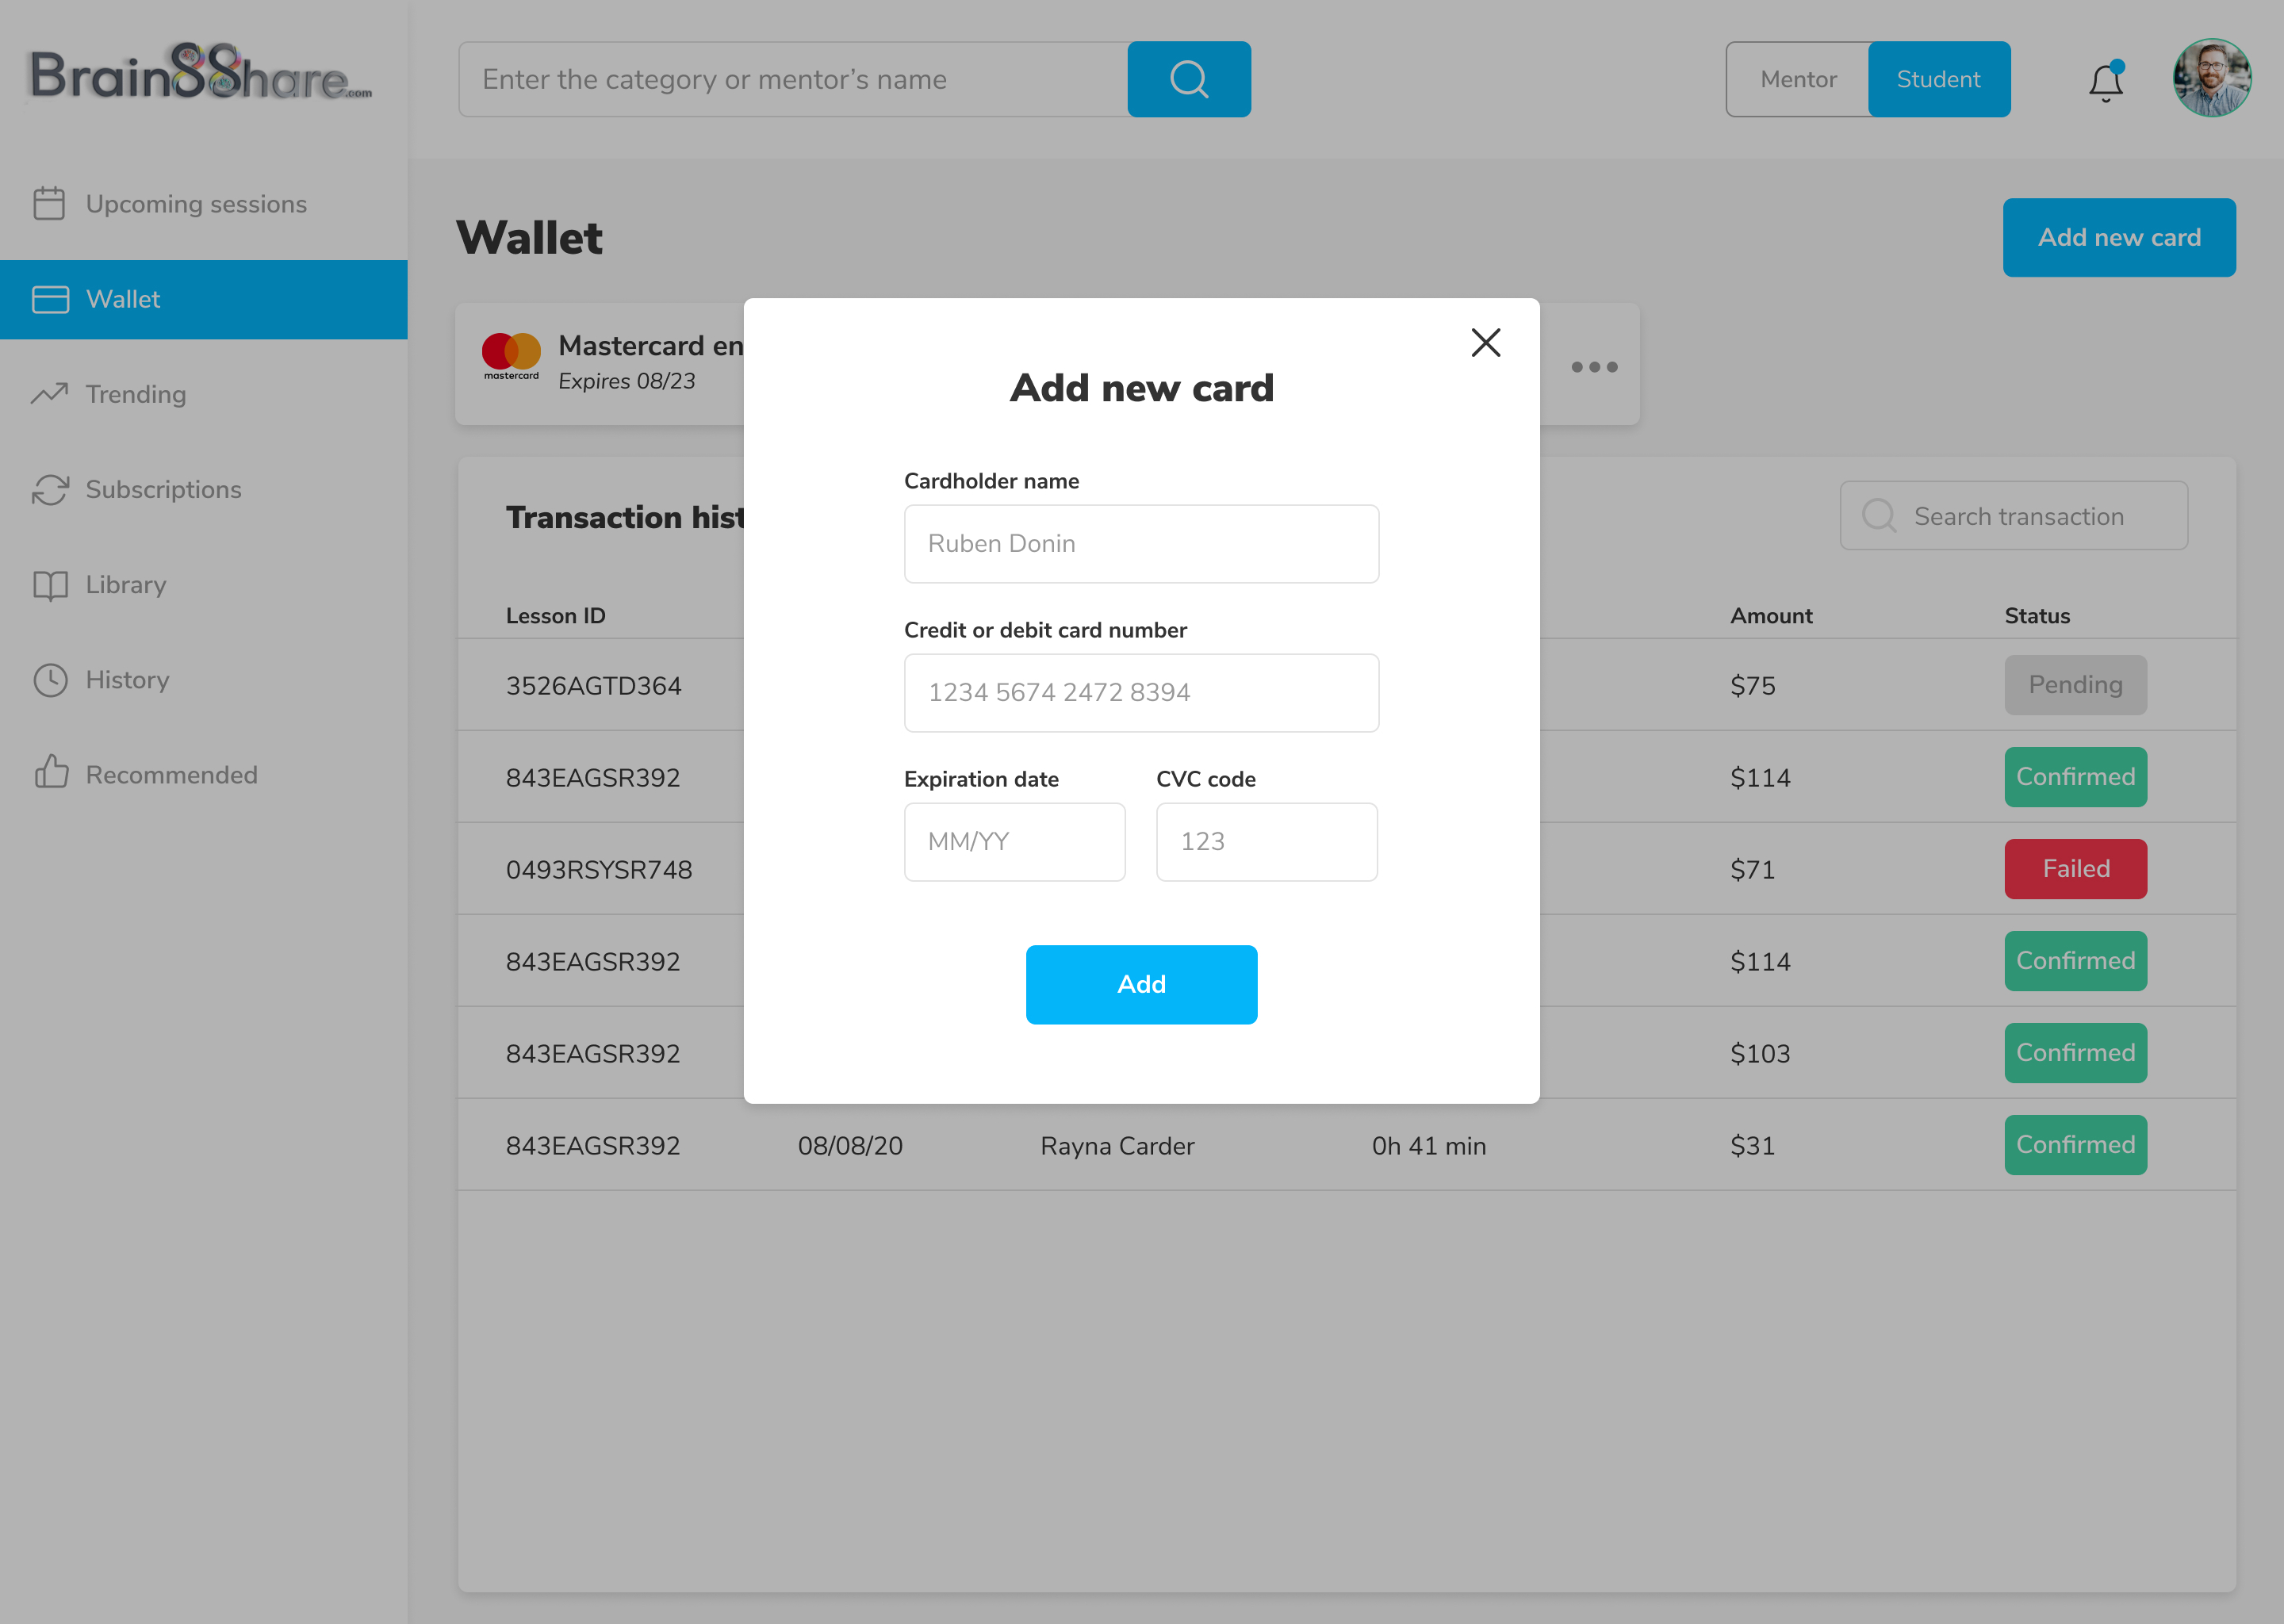 BrainSShare.com
Enter the category or mentor's name
Mentor
Student
Upcoming sessions
Wallet
Trending
Subscriptions
Library
History
Recommended
Wallet
Add new card
mastercard
Mastercard en
Expires 08/23
Transaction hist
Search transaction
Lesson ID
Amount
Status
3526AGTD364
$75
Pending
843EAGSR392
$114
Confirmed
0493RSYSR748
$71
Failed
843EAGSR392
$114
Confirmed
843EAGSR392
$103
Confirmed
843EAGSR392
08/08/20
Rayna Carder
0h 41 min
$31
Confirmed
Add new card
Cardholder name
Ruben Donin
Credit or debit card number
1234 5674 2472 8394
Expiration date
CVC code
MM/YY
123
Add